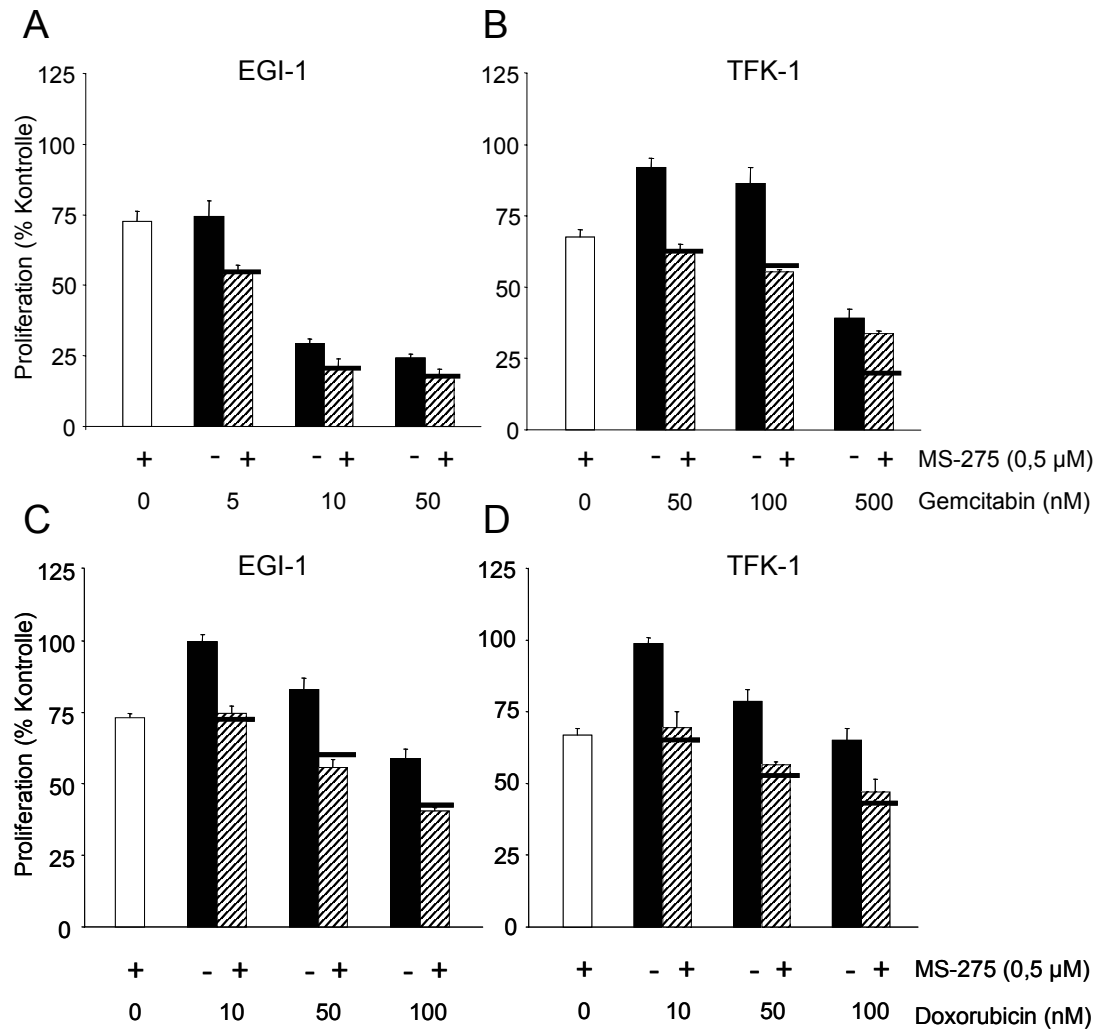 A
B
EGI-1
TFK-1
Proliferation (% Kontrolle)
125
100
75
50
25
0
125
100
75
50
25
0
+ - + - + - +
+ - + - + - + MS-275 (0,5 µM)
0 5 10 50
0 50 100 500 Gemcitabin (nM)
C
D
EGI-1
TFK-1
Proliferation (% Kontrolle)
125
100
75
50
25
0
125
100
75
50
25
0
+ - + - + - +
+ - + - + - + MS-275 (0,5 µM)
0 10 50 100
0 10 50 100 Doxorubicin (nM)